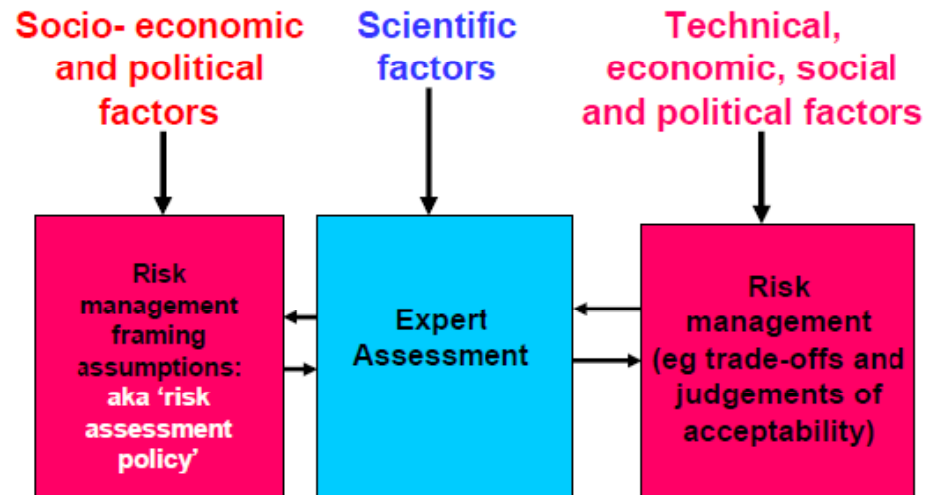 Socio- economic
and political
factors
Scientific
factors
Technical,
economic, social
and political factors
Risk
management
framing
assumptions:
aka ‘risk
assessment
policy’
Expert
Assessment
Risk
management
(eg trade-offs and
judgements of
acceptability)